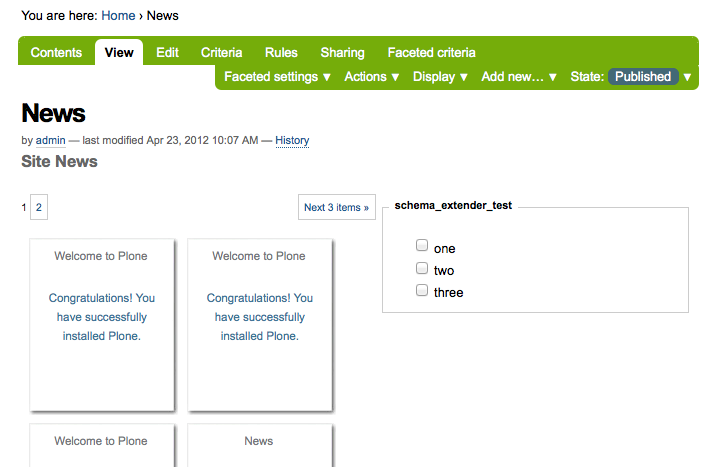 You are here: Home › News
Contents View Edit Criteria Rules Sharing Faceted criteria
Faceted settings ▼ Actions ▼ Display ▼ Add new… ▼ State: Published ▼
News
by admin — last modified Apr 23, 2012 10:07 AM — History
Site News
1 2 Next 3 items »
schema_extender_test
one
two
three
Welcome to Plone
Congratulations! You
have successfully
installed Plone.
Welcome to Plone
Congratulations! You
have successfully
installed Plone.
Welcome to Plone
News